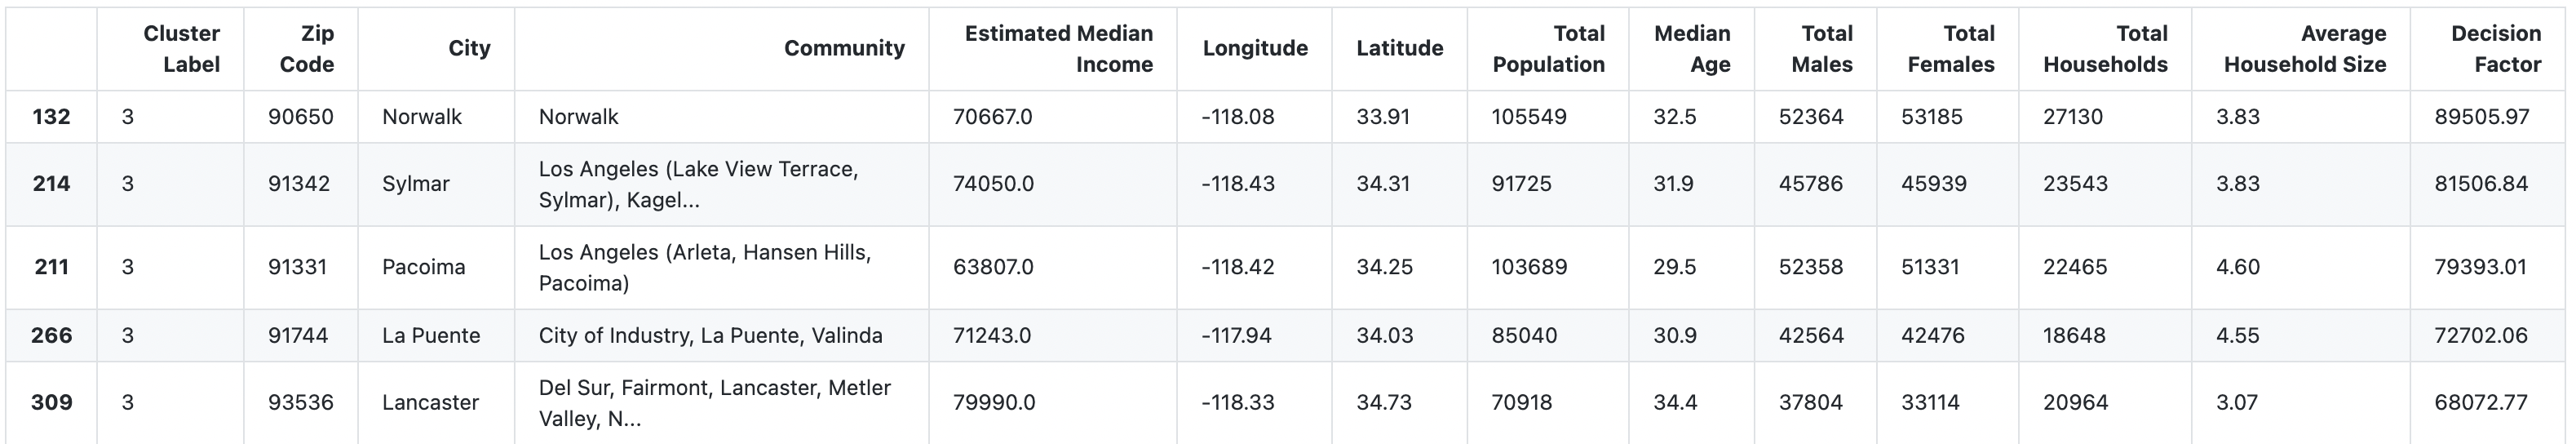 Cluster Label Zip Code City Community Estimated Median Income Longitude Latitude Total Population Median Age Total Males Total Females Total Households Average Household Size Decision Factor
132 3 90650 Norwalk Norwalk 70667.0 -118.08 33.91 105549 32.5 52364 53185 27130 3.83 89505.97
214 3 91342 Sylmar Los Angeles (Lake View Terrace, Sylmar), Kagel... 74050.0 -118.43 34.31 91725 31.9 45786 45939 23543 3.83 81506.84
211 3 91331 Pacoima Los Angeles (Arleta, Hansen Hills, Pacoima) 63807.0 -118.42 34.25 103689 29.5 52358 51331 22465 4.60 79393.01
266 3 91744 La Puente City of Industry, La Puente, Valinda 71243.0 -117.94 34.03 85040 30.9 42564 42476 18648 4.55 72702.06
309 3 93536 Lancaster Del Sur, Fairmont, Lancaster, Metler Valley, N... 79990.0 -118.33 34.73 70918 34.4 37804 33114 20964 3.07 68072.77